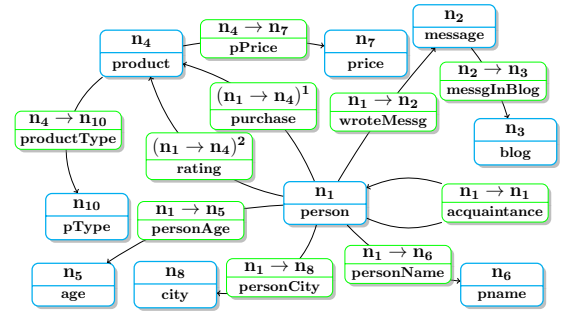 n₄ → n₇
pPrice
n₂
message
n₄
product
n₇
price
n₂ → n₃
messgInBlog
(n₁ → n₄)¹
purchase
n₁ → n₂
wroteMessg
n₄ → n₁₀
productType
n₃
blog
(n₁ → n₄)²
rating
n₁
person
n₁ → n₁
acquaintance
n₁₀
pType
n₁ → n₅
personAge
n₁ → n₆
personName
n₅
age
n₈
city
n₁ → n₈
personCity
n₆
pname